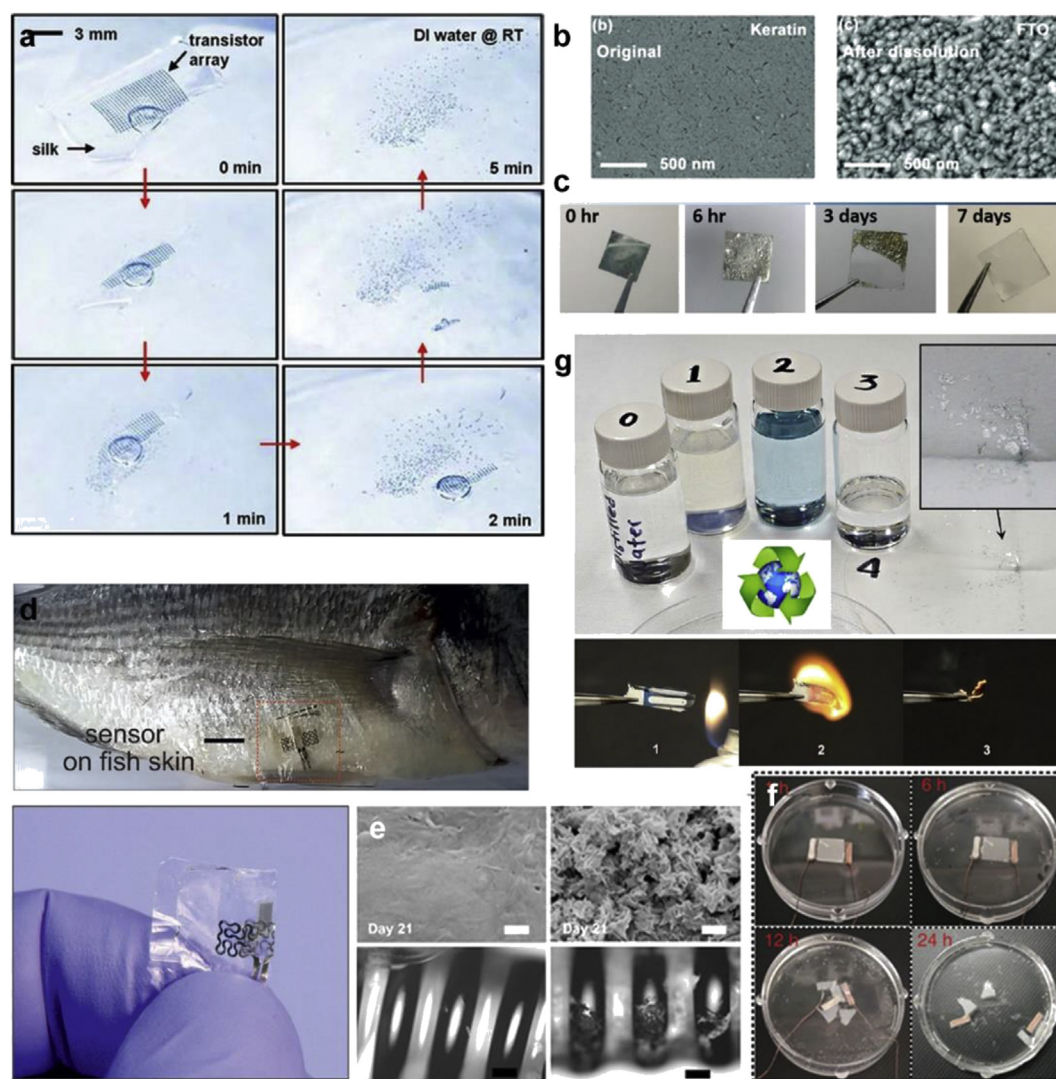 a
3 mm
transistor
array
silk
0 min
DI water @ RT
5 min
1 min
2 min
b
(b)
Keratin
Original
500 nm
(c)
FTO
After dissolution
500 nm
c
0 hr
6 hr
3 days
7 days
g
0
1
2
3
4
1
2
3
d
sensor
on fish skin
e
Day 21
Day 21
f
6 h
12 h
24 h